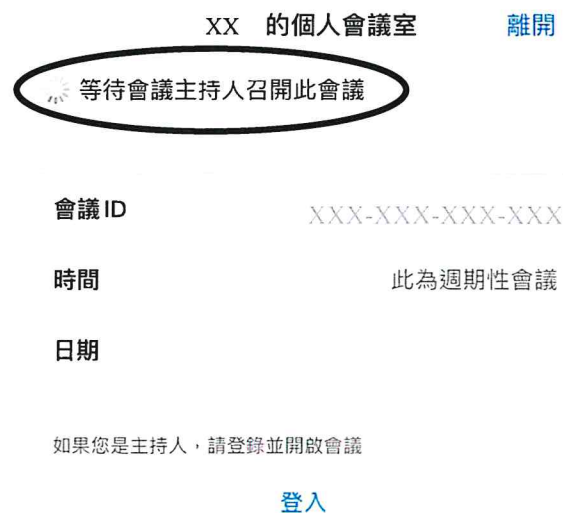 XX 的個人會議室 離開
等待會議主持人召開此會議
會議ID XXX-XXX-XXX-XXX
時間 此為週期性會議
日期
如果您是主持人，請登錄並開啟會議
登入